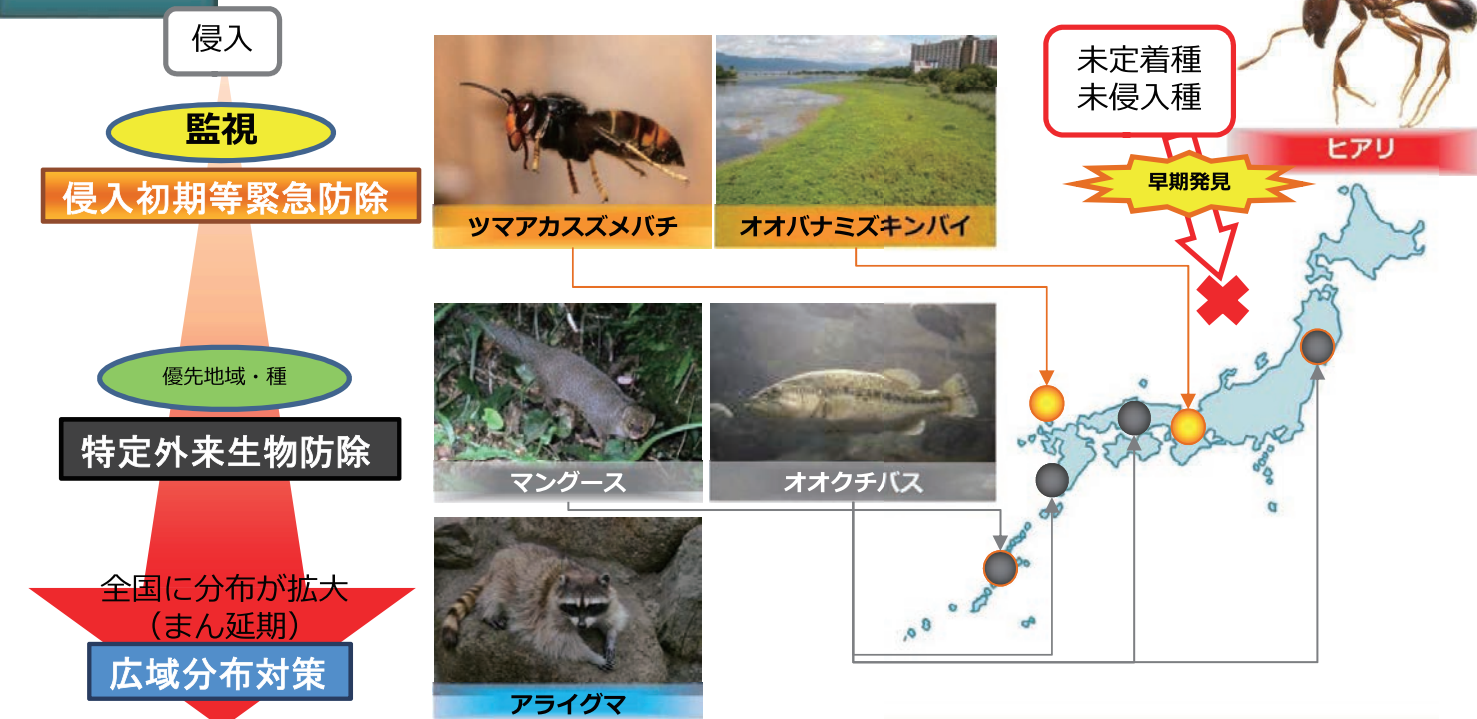 侵入
監視
侵入初期等緊急防除
優先地域・種
特定外来生物防除
全国に分布が拡大
（まん延期）
広域分布対策
ツマアカスズメバチ
オオバナミズキンバイ
マングース
オオクチバス
アライグマ
未定着種
未侵入種
早期発見
ヒアリ